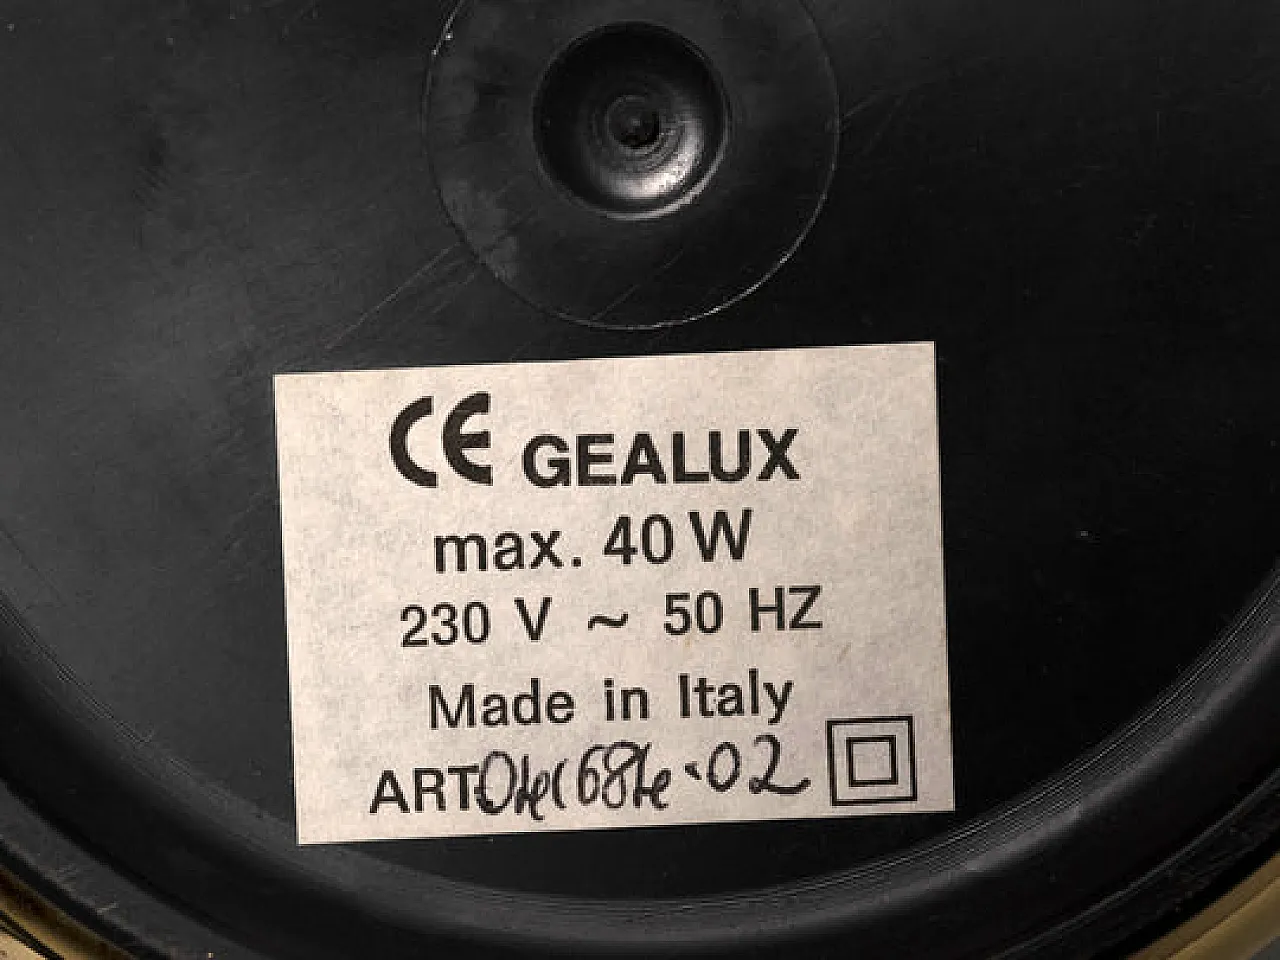 CE GEALUX
max. 40 W
230 V ~ 50 HZ
Made in Italy
ART